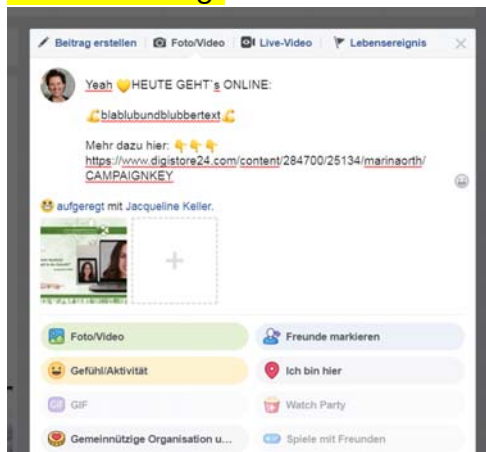 Beitrag erstellen Foto/Video Live-Video Lebensereignis
Yeah 💛HEUTE GEHT`s ONLINE:
💪blablubundblubbertext💪
Mehr dazu hier: 👇👇👇
https://www.digistore24.com/content/284700/25134/marinaorth/
CAMPAIGNKEY
😆 aufgeregt mit Jacqueline Keller.
Foto/Video Freunde markieren
Gefühl/Aktivität Ich bin hier
GIF GIF Watch Party
Gemeinnützige Organisation u... Spiele mit Freunden